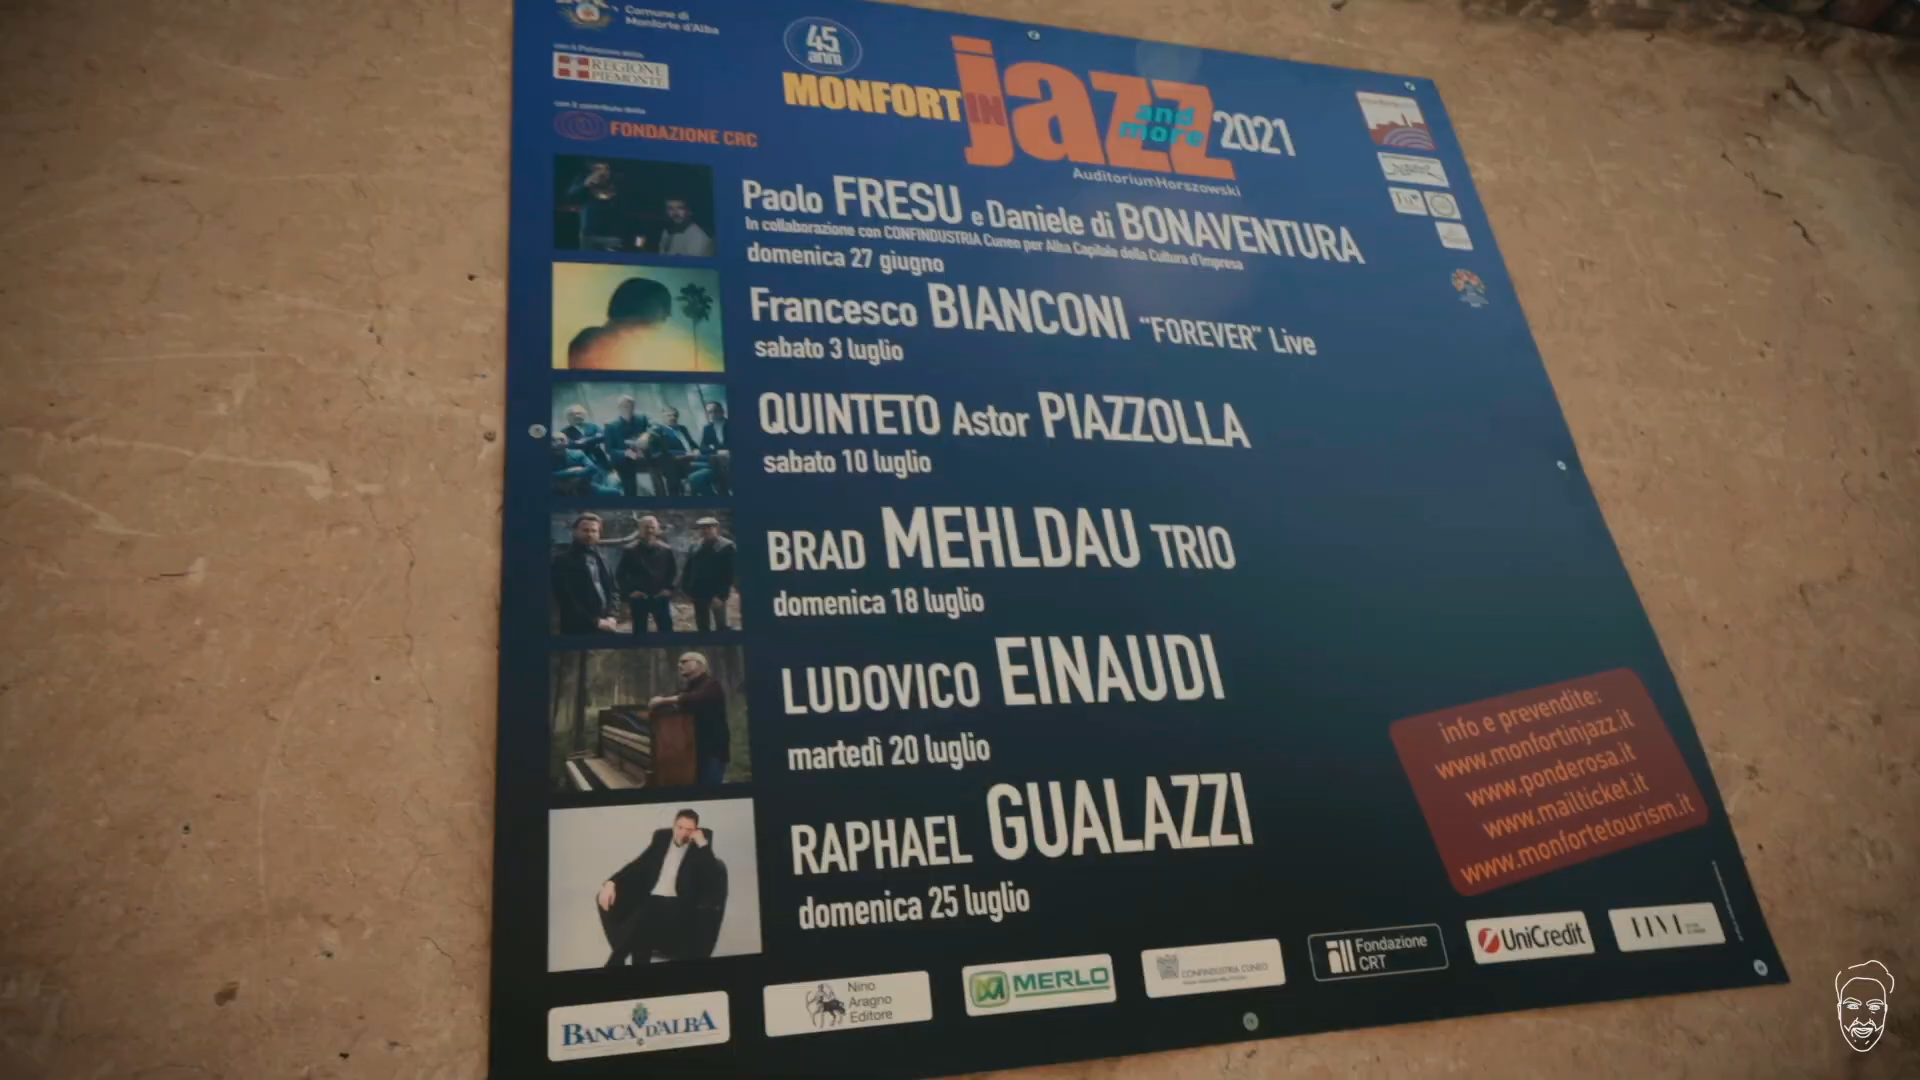 Comune di
Monforte d'Alba
REGIONE
PIEMONTE
FONDAZIONE CRC
45
anni
MONFORTINjazz
and
more
2021
AuditoriumHorszowski
Paolo FRESU e Daniele di BONAVENTURA
In collaborazione con CONFINDUSTRIA Cuneo per Alba Capitale della Cultura d'Impresa
domenica 27 giugno
Francesco BIANCONI "FOREVER" Live
sabato 3 luglio
QUINTETO Astor PIAZZOLLA
sabato 10 luglio
BRAD MEHLDAU TRIO
domenica 18 luglio
LUDOVICO EINAUDI
martedì 20 luglio
RAPHAEL GUALAZZI
domenica 25 luglio
info e prevendite:
www.monfortinjazz.it
www.ponderosa.it
www.mailticket.it
www.monfortetourism.it
BANCA D'ALBA
Nino
Aragno
Editore
MERLO
CONFINDUSTRIA CUNEO
Fondazione
CRT
UniCredit